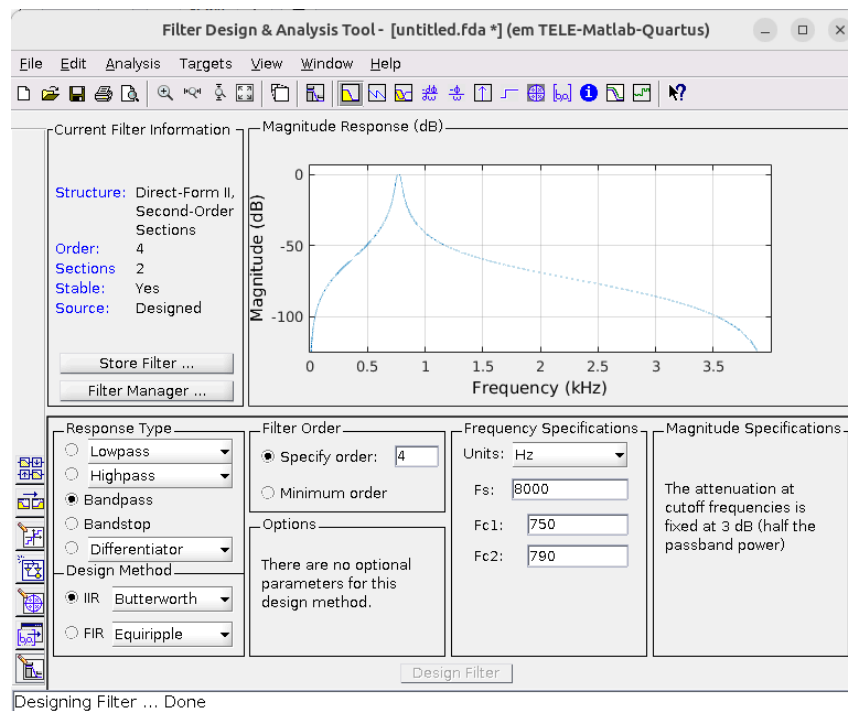 Filter Design & Analysis Tool - [untitled.fda *] (em TELE-Matlab-Quartus)
File Edit Analysis Targets View Window Help
Current Filter Information
Structure: Direct-Form II,
Second-Order
Sections
Order: 4
Sections 2
Stable: Yes
Source: Designed
Store Filter ...
Filter Manager ...
Magnitude Response (dB)
Magnitude (dB)
0
-50
-100
0 0.5 1 1.5 2 2.5 3 3.5
Frequency (kHz)
Response Type
Lowpass
Highpass
Bandpass
Bandstop
Differentiator
Design Method
IIR Butterworth
FIR Equiripple
Filter Order
Specify order: 4
Minimum order
Options
There are no optional
parameters for this
design method.
Frequency Specifications
Units: Hz
Fs: 8000
Fc1: 750
Fc2: 790
Magnitude Specifications
The attenuation at
cutoff frequencies is
fixed at 3 dB (half the
passband power)
Design Filter
Designing Filter ... Done